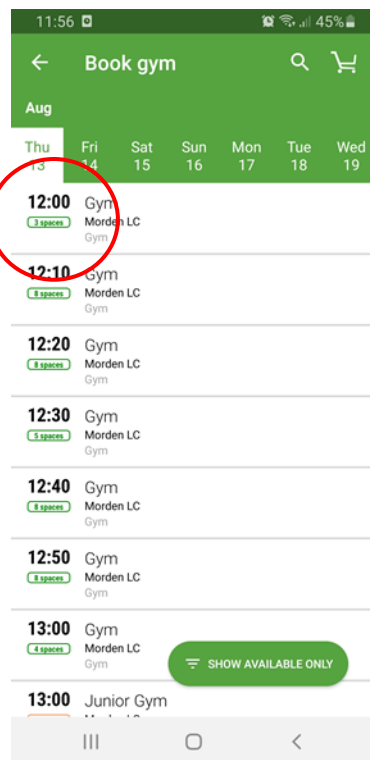 11:56 45%
Book gym
Aug
Thu Fri Sat Sun Mon Tue Wed
13 14 15 16 17 18 19
12:00 Gym
3 spaces Morden LC
Gym
12:10 Gym
8 spaces Morden LC
Gym
12:20 Gym
8 spaces Morden LC
Gym
12:30 Gym
5 spaces Morden LC
Gym
12:40 Gym
8 spaces Morden LC
Gym
12:50 Gym
8 spaces Morden LC
Gym
13:00 Gym
4 spaces Morden LC
Gym
SHOW AVAILABLE ONLY
13:00 Junior Gym